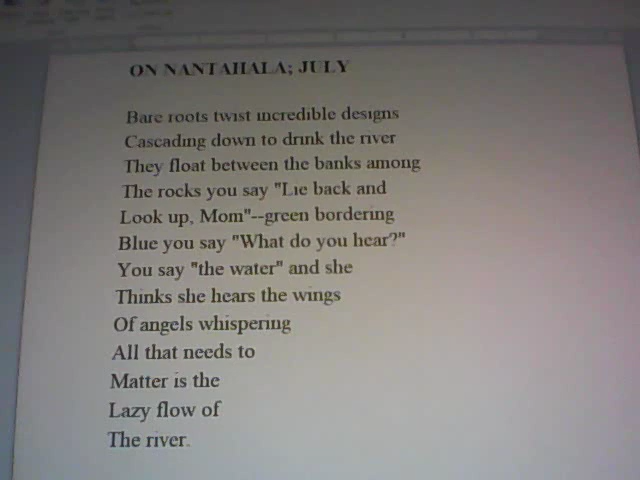 ON NANTAHALA; JULY
Bare roots twist incredible designs
Cascading down to drink the river
They float between the banks among
The rocks you say "Lie back and
Look up, Mom"--green bordering
Blue you say "What do you hear?"
You say "the water" and she
Thinks she hears the wings
Of angels whispering
All that needs to
Matter is the
Lazy flow of
The river.